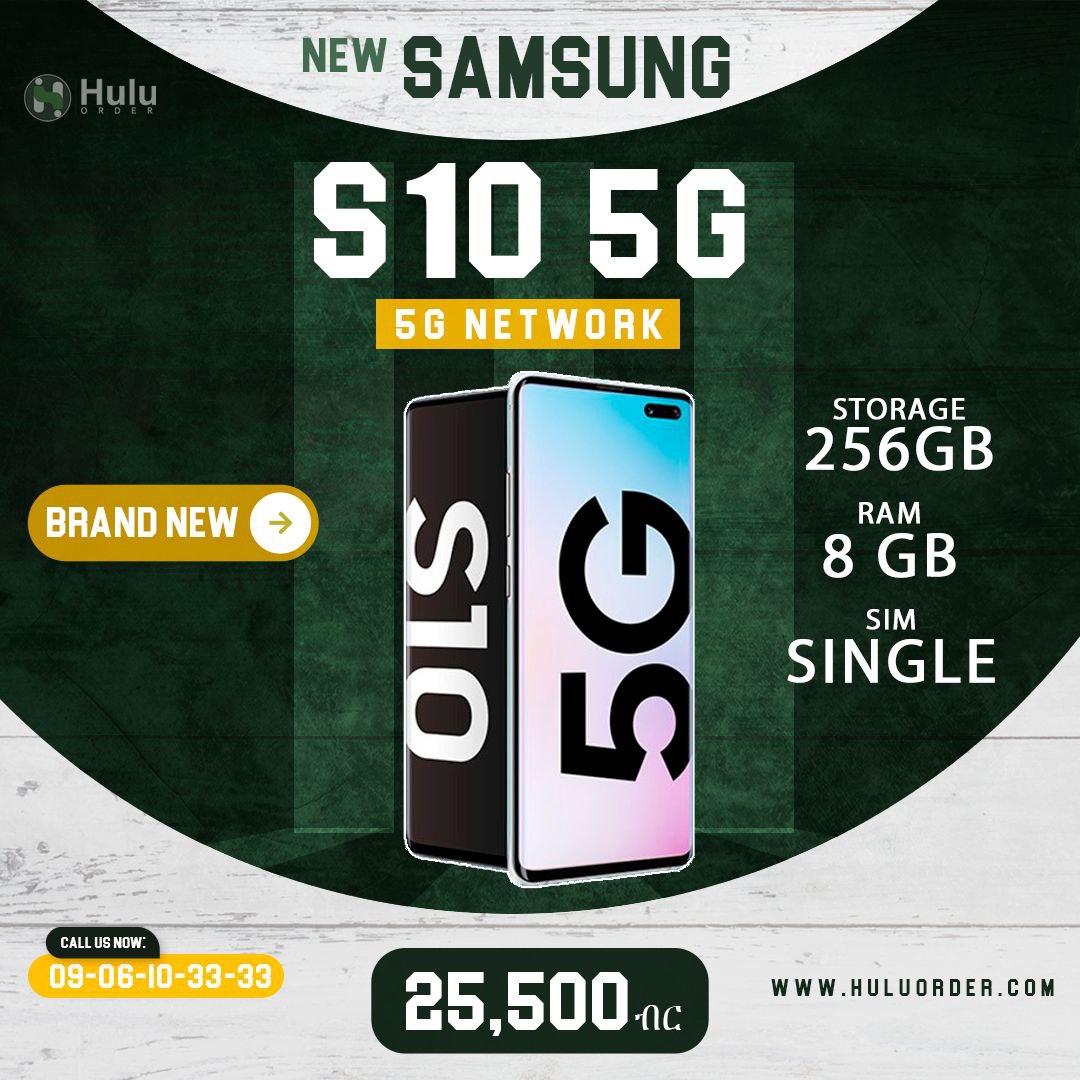 NEW SAMSUNG
Hulu
ORDER
S10 5G
5G NETWORK
STORAGE
256GB
RAM
8 GB
SIM
SINGLE
BRAND NEW
S10
5G
CALL US NOW:
09-06-10-33-33
25,500 ብር
WWW.HULUORDER.COM